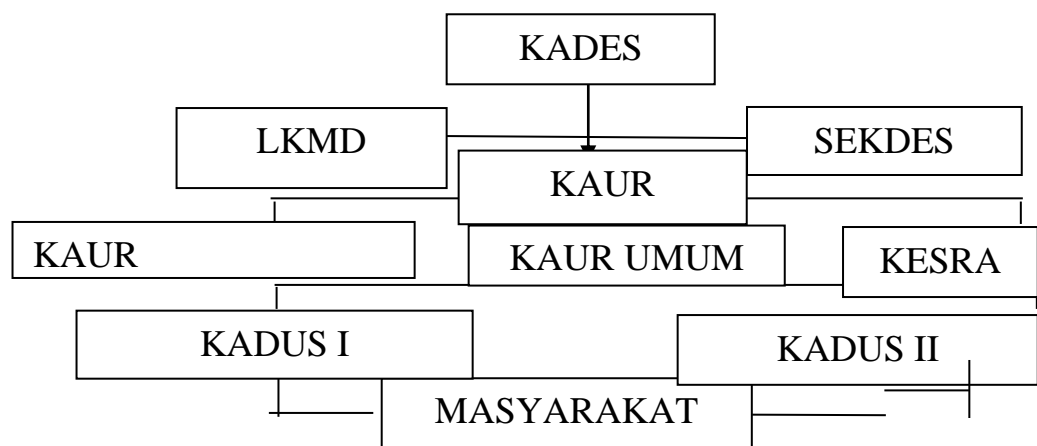 KADES
LKMD
SEKDES
KAUR
KAUR
KAUR UMUM
KESRA
KADUS I
KADUS II
MASYARAKAT